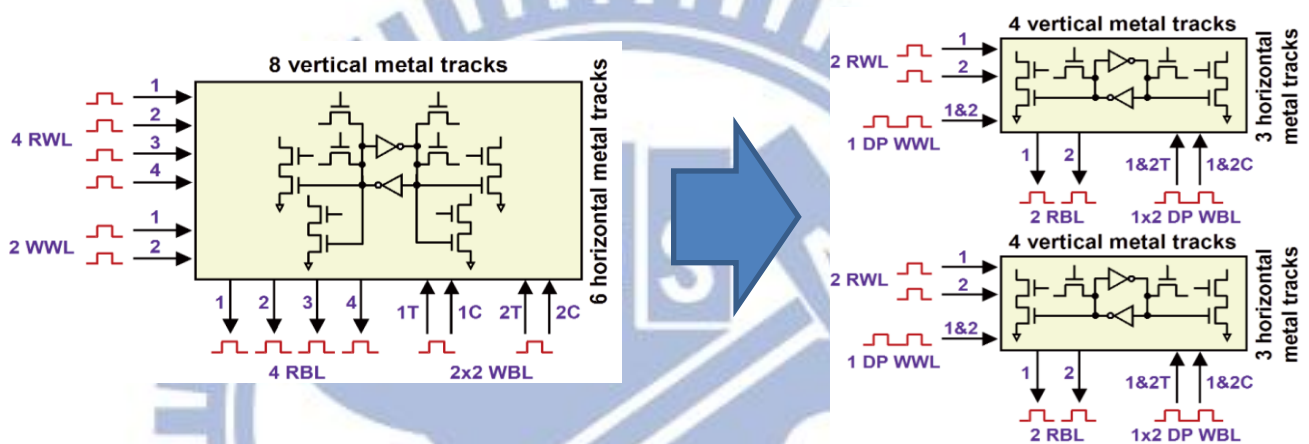 8 vertical metal tracks
6 horizontal metal tracks
4 RWL
1
2
3
4
2 WWL
1
2
1
2
3
4
1T
1C
2T
2C
4 RBL
2x2 WBL
4 vertical metal tracks
3 horizontal
metal tracks
2 RWL
1
2
1&2
1 DP WWL
1
2
1&2T
1&2C
2 RBL
1x2 DP WBL
4 vertical metal tracks
3 horizontal
metal tracks
2 RWL
1
2
1&2
1 DP WWL
1
2
1&2T
1&2C
2 RBL
1x2 DP WBL
S